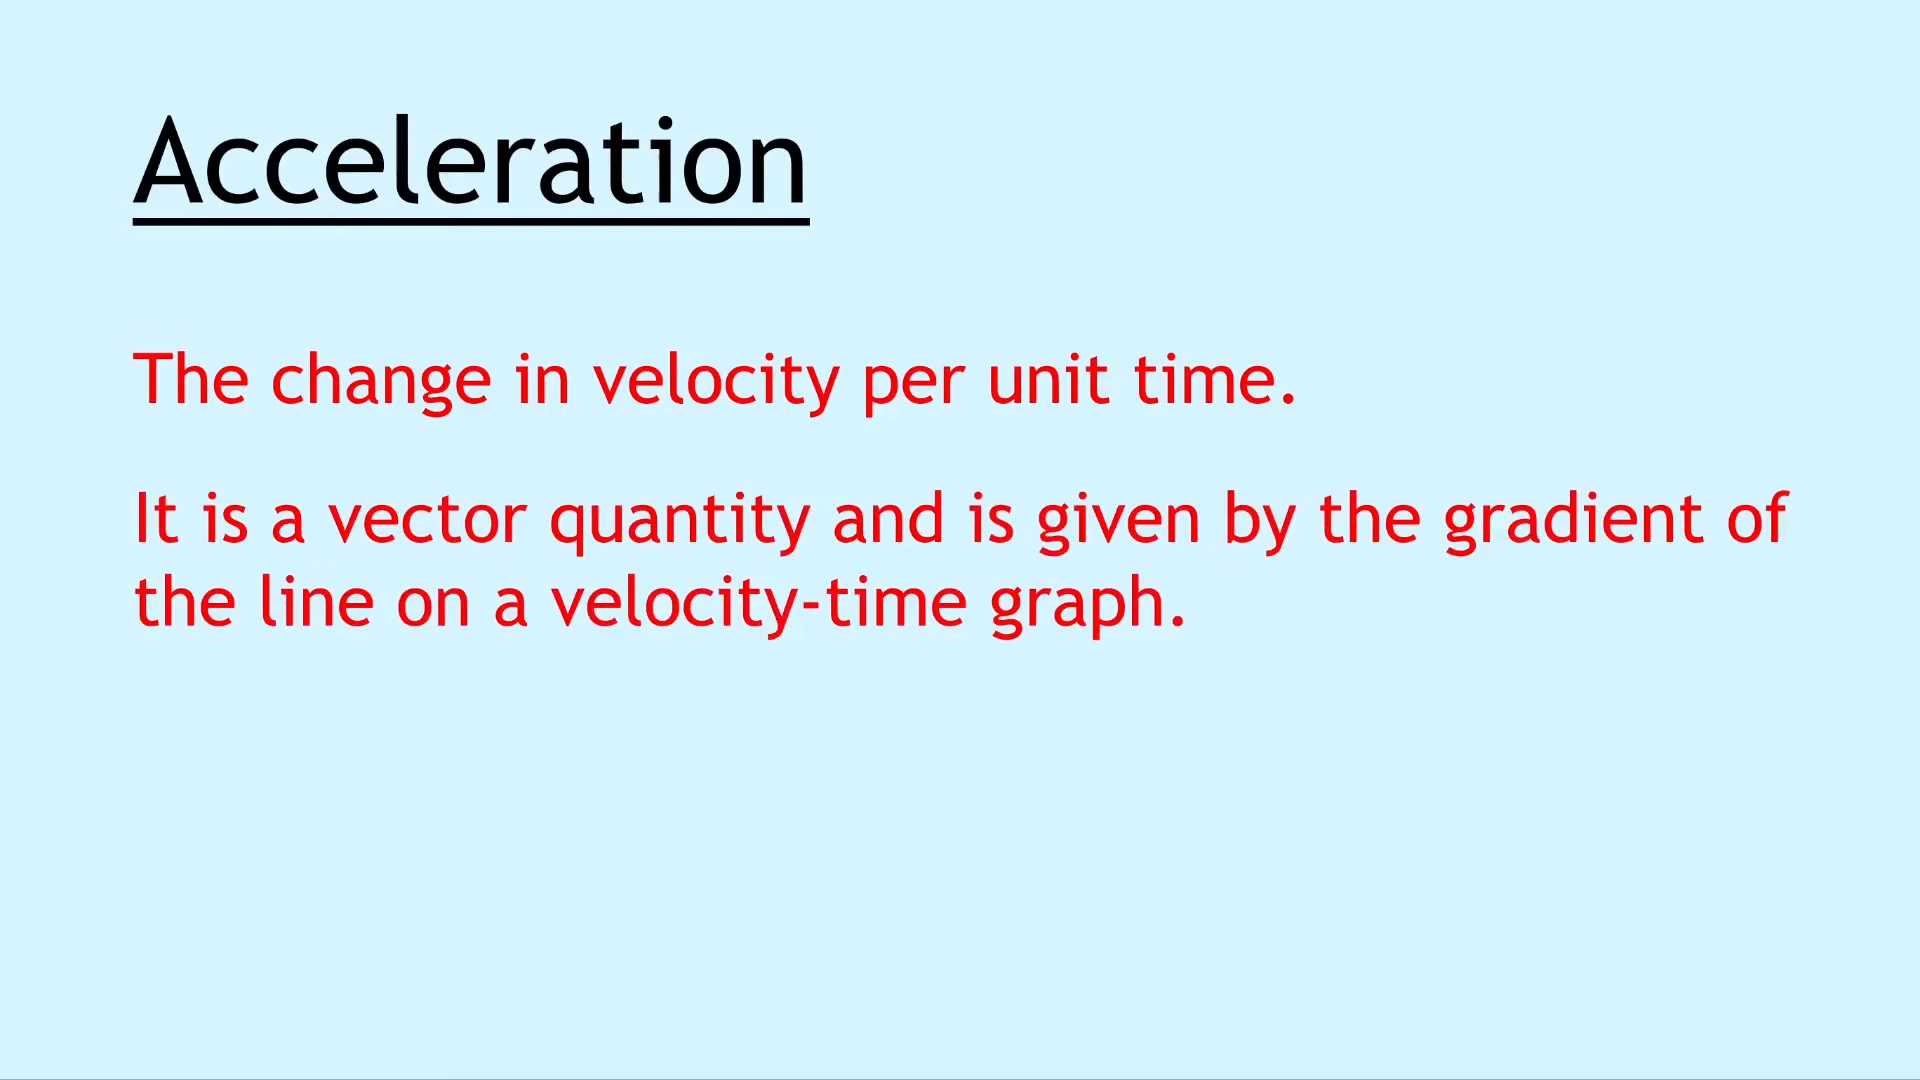 Acceleration
The change in velocity per unit time.
It is a vector quantity and is given by the gradient of
the line on a velocity-time graph.